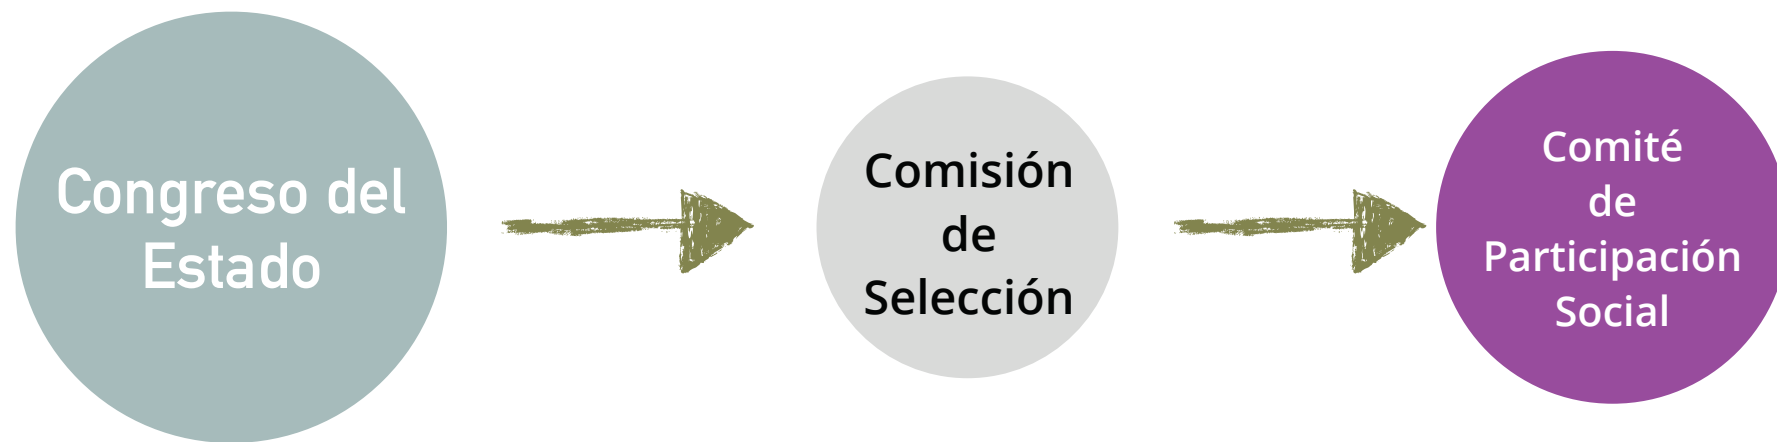 Congreso del
Estado
Comisión
de
Selección
Comité
de
Participación
Social